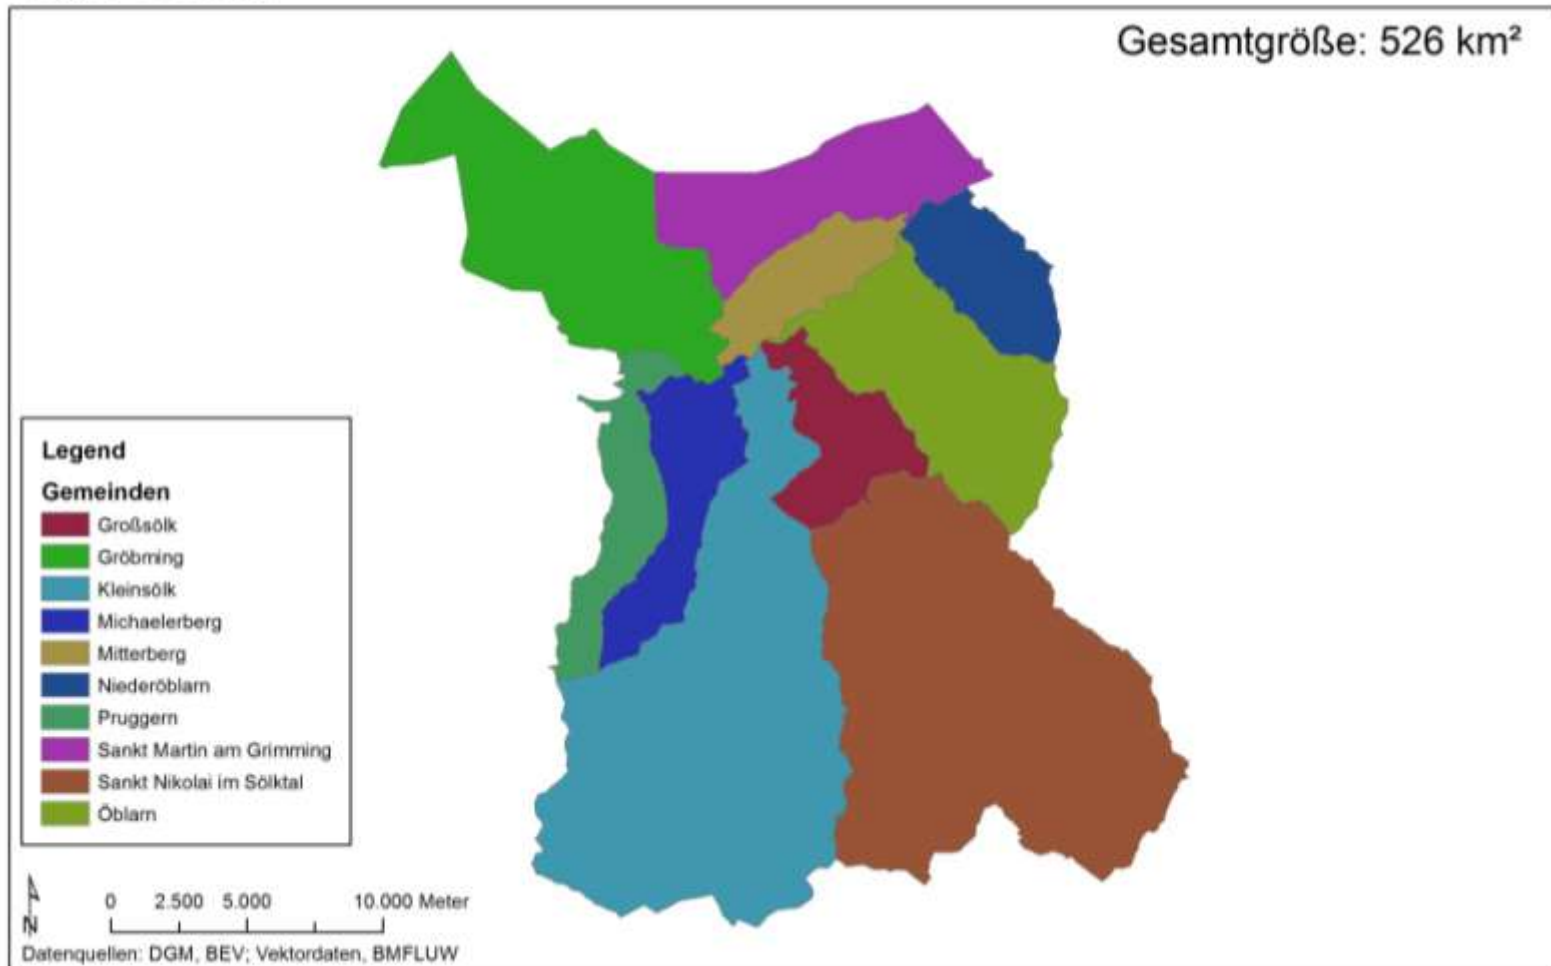 Gesamtgröße: 526 km²
Legend
Gemeinden
Großsölk
Gröbming
Kleinsölk
Michaelerberg
Mitterberg
Niederöblarn
Pruggern
Sankt Martin am Grimming
Sankt Nikolai im Sölktal
Öblarn
N
0 2.500 5.000 10.000 Meter
Datenquellen: DGM, BEV; Vektordaten, BMFLUW